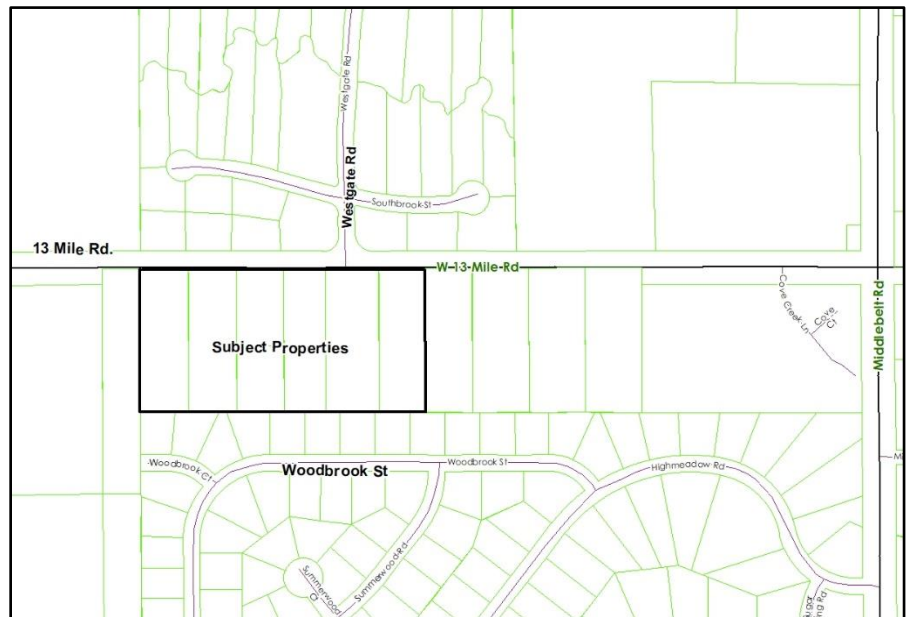 Westgate Rd
Westgate Rd
Southbrook St
13 Mile Rd.
W 13 Mile Rd
Cove Creek Ln
Cove Ct
Middlebelt Rd
Subject Properties
Woodbrook Ct
Woodbrook St
Woodbrook St
Highmeadow Rd
Summerwood Rd
Summerwood Ct